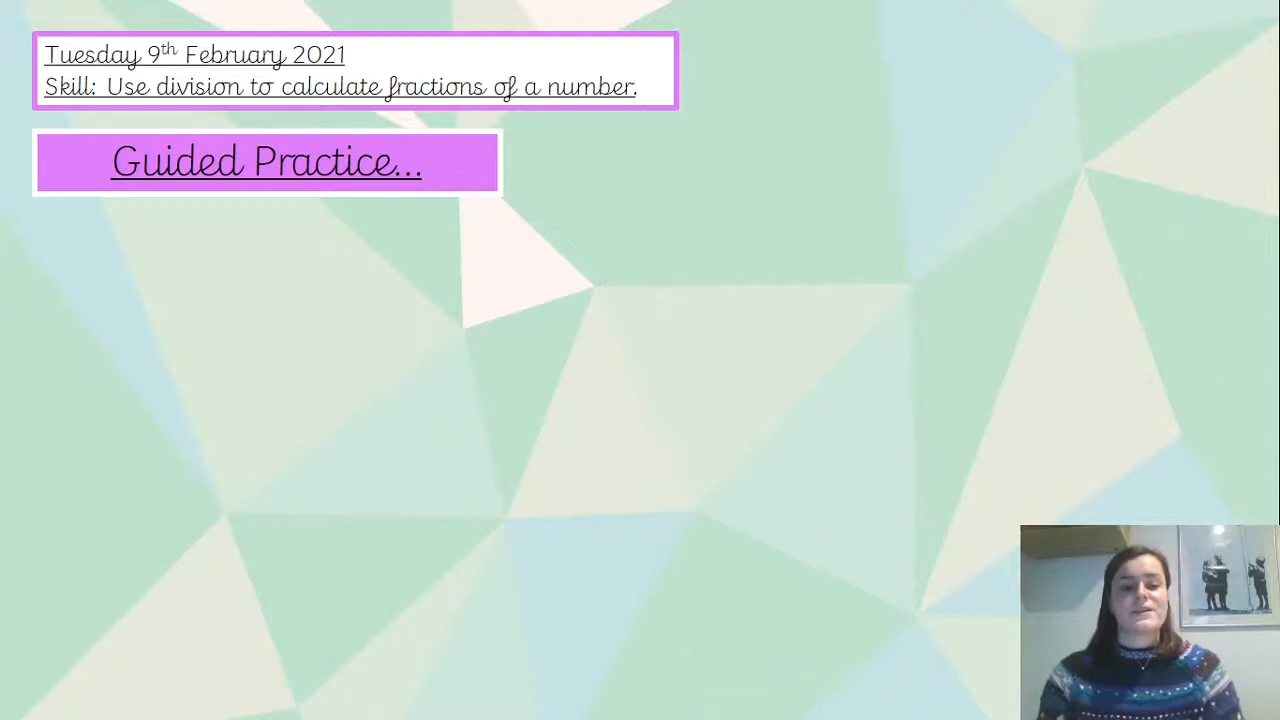 Tuesday 9th February 2021
Skill: Use division to calculate fractions of a number.
Guided Practice...